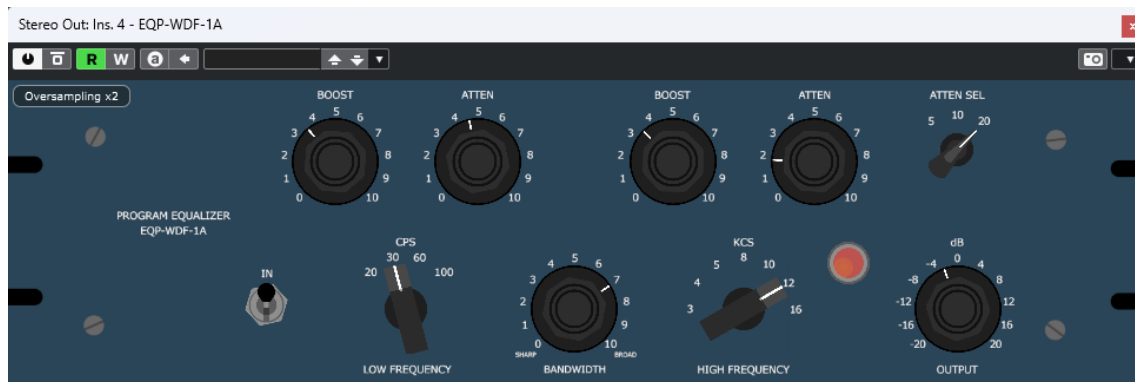 Stereo Out: Ins. 4 - EQP-WDF-1A
R W a
Oversampling x2
BOOST ATTEN BOOST ATTEN ATTEN SEL
0 1 2 3 4 5 6 7 8 9 10
0 1 2 3 4 5 6 7 8 9 10
0 1 2 3 4 5 6 7 8 9 10
0 1 2 3 4 5 6 7 8 9 10
5 10 20
PROGRAM EQUALIZER
EQP-WDF-1A
IN
CPS
20 30 60 100
LOW FREQUENCY
0 1 2 3 4 5 6 7 8 9 10
SHARP BROAD
BANDWIDTH
KCS
3 4 5 8 10 12 16
HIGH FREQUENCY
dB
-20 -16 -12 -8 -4 0 4 8 12 16 20
OUTPUT